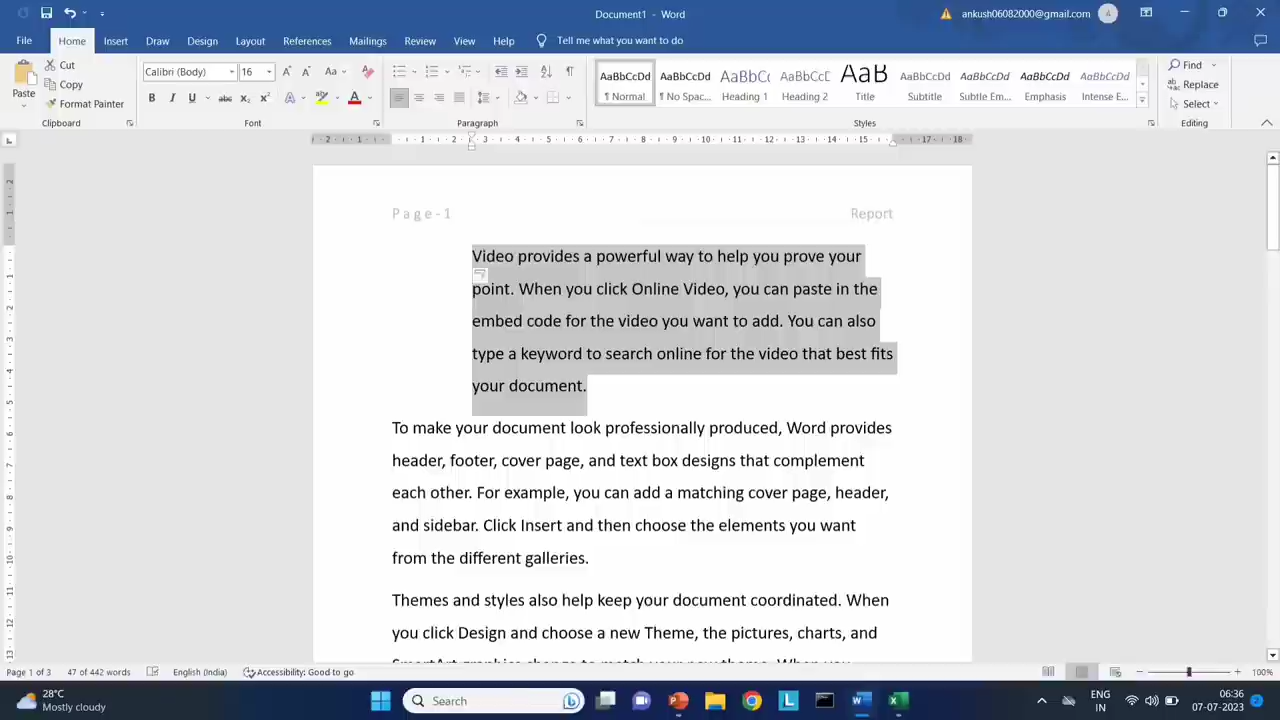 Document1 - Word
ankush06082000@gmail.com
A
File Home Insert Draw Design Layout References Mailings Review View Help Tell me what you want to do
Paste
Cut
Copy
Format Painter
Calibri (Body) 16
AaBbCcDd AaBbCcDd AaBbCc AaBbCcD AaB AaBbCcDd AaBbCcDd AaBbCcDd AaBbCcDd
¶ Normal ¶ No Spac... Heading 1 Heading 2 Title Subtitle Subtle Em... Emphasis Intense E...
Find
Replace
Select
Clipboard Font Paragraph Styles Editing
Page-1 Report
Video provides a powerful way to help you prove your
point. When you click Online Video, you can paste in the
embed code for the video you want to add. You can also
type a keyword to search online for the video that best fits
your document.
To make your document look professionally produced, Word provides
header, footer, cover page, and text box designs that complement
each other. For example, you can add a matching cover page, header,
and sidebar. Click Insert and then choose the elements you want
from the different galleries.
Themes and styles also help keep your document coordinated. When
you click Design and choose a new Theme, the pictures, charts, and
Page 1 of 3 47 of 442 words English (India) Accessibility: Good to go 100%
28°C
Mostly cloudy
Search
ENG
IN
06:36
07-07-2023